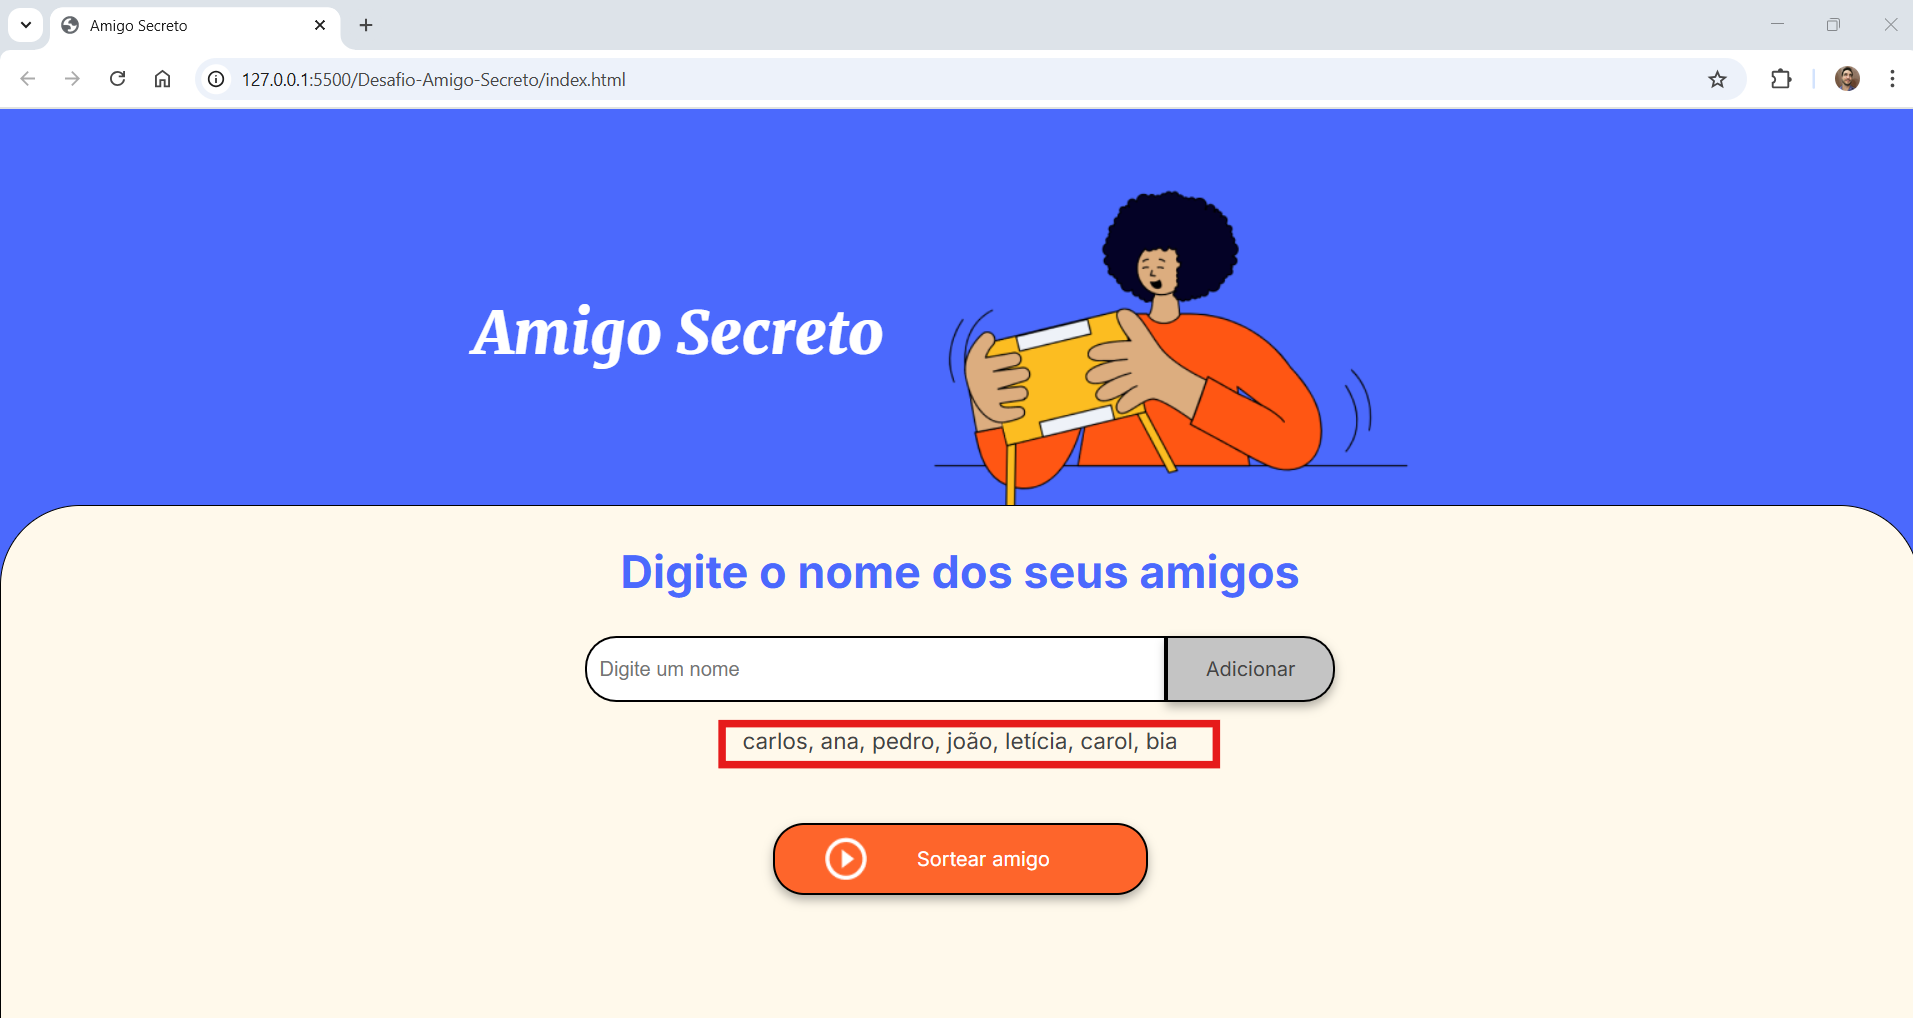 Amigo Secreto
127.0.0.1:5500/Desafio-Amigo-Secreto/index.html
Amigo Secreto
Digite o nome dos seus amigos
Digite um nome
Adicionar
carlos, ana, pedro, joão, letícia, carol, bia
Sortear amigo